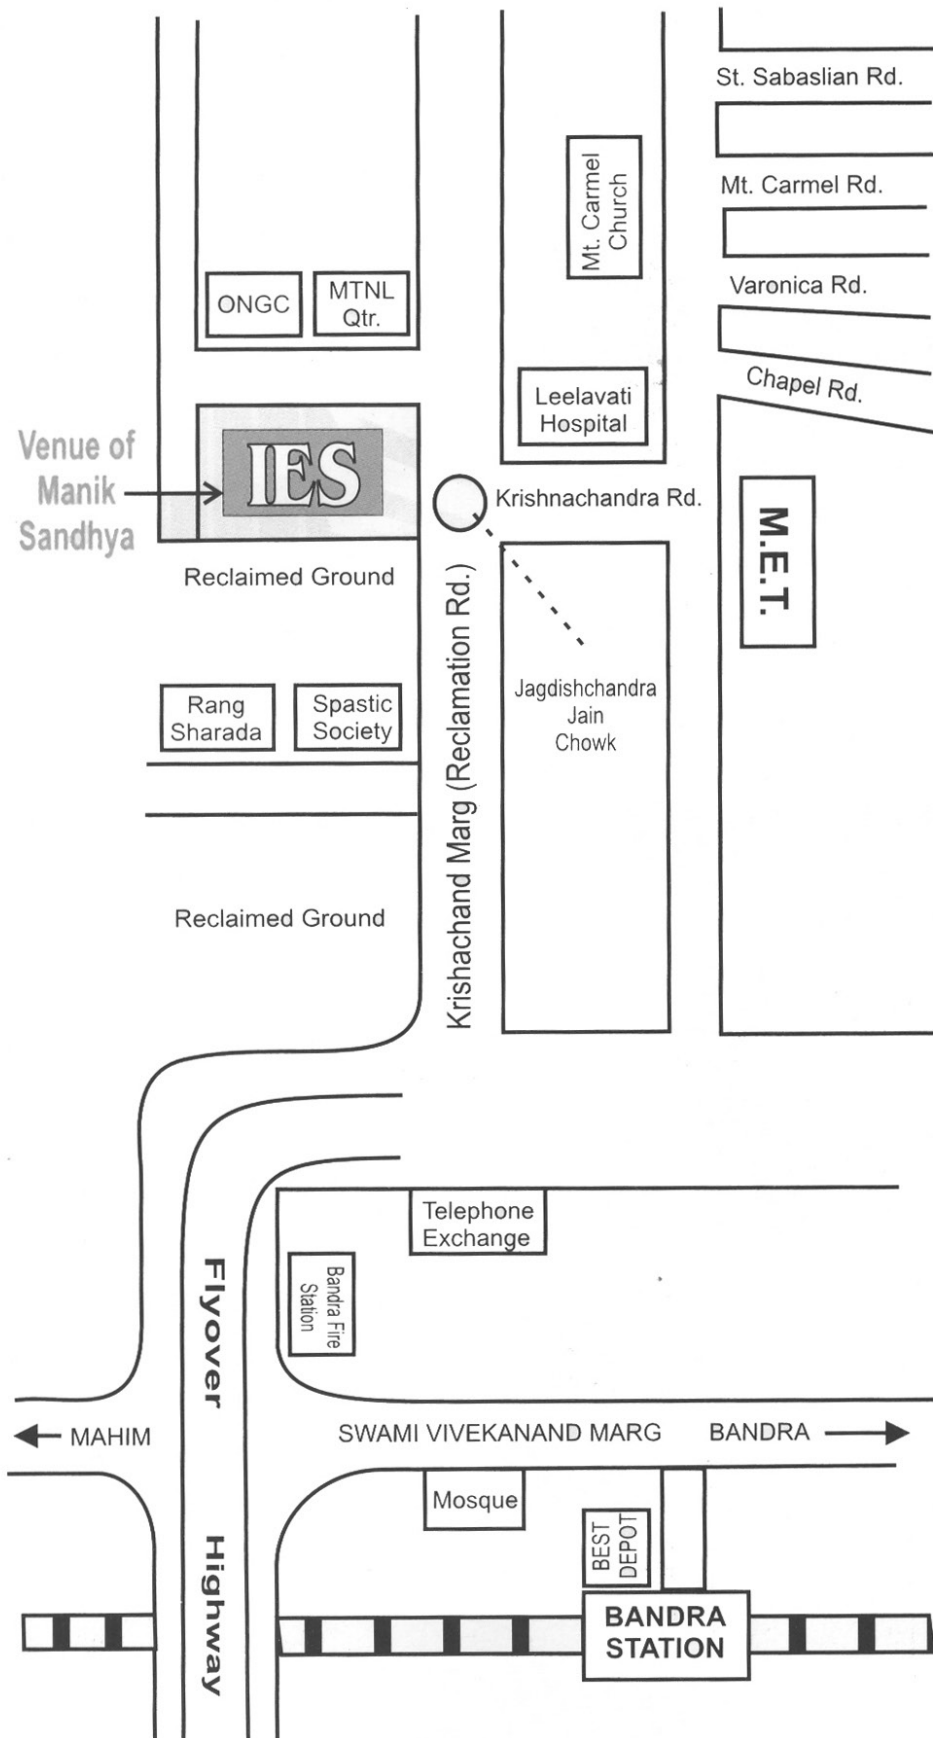 St. Sabaslian Rd.
Mt. Carmel
Church
Mt. Carmel Rd.
Varonica Rd.
ONGC
MTNL
Qtr.
Chapel Rd.
Leelavati
Hospital
Venue of
Manik
Sandhya
IES
Krishnachandra Rd.
M.E.T.
Reclaimed Ground
Krishachand Marg (Reclamation Rd.)
Jagdishchandra
Jain
Chowk
Rang
Sharada
Spastic
Society
Reclaimed Ground
Telephone
Exchange
Bandra Fire
Station
Flyover
MAHIM
SWAMI VIVEKANAND MARG
BANDRA
Mosque
BEST
DEPOT
Highway
BANDRA
STATION